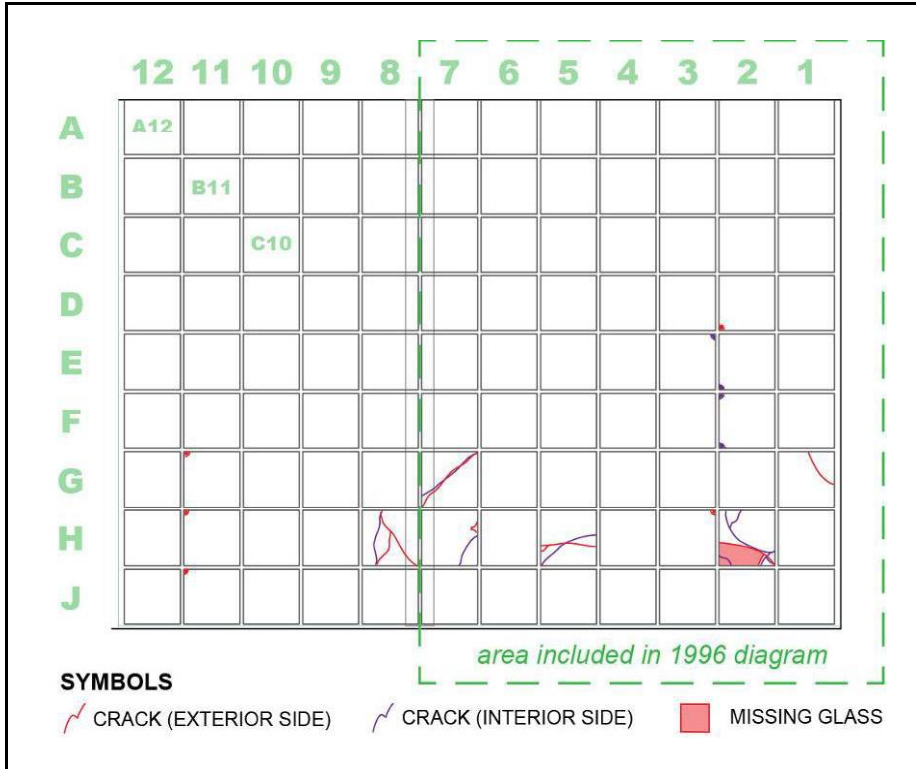 12 11 10 9 8 7 6 5 4 3 2 1
A A12
B B11
C C10
D
E
F
G
H
J
area included in 1996 diagram
SYMBOLS
CRACK (EXTERIOR SIDE) CRACK (INTERIOR SIDE) MISSING GLASS